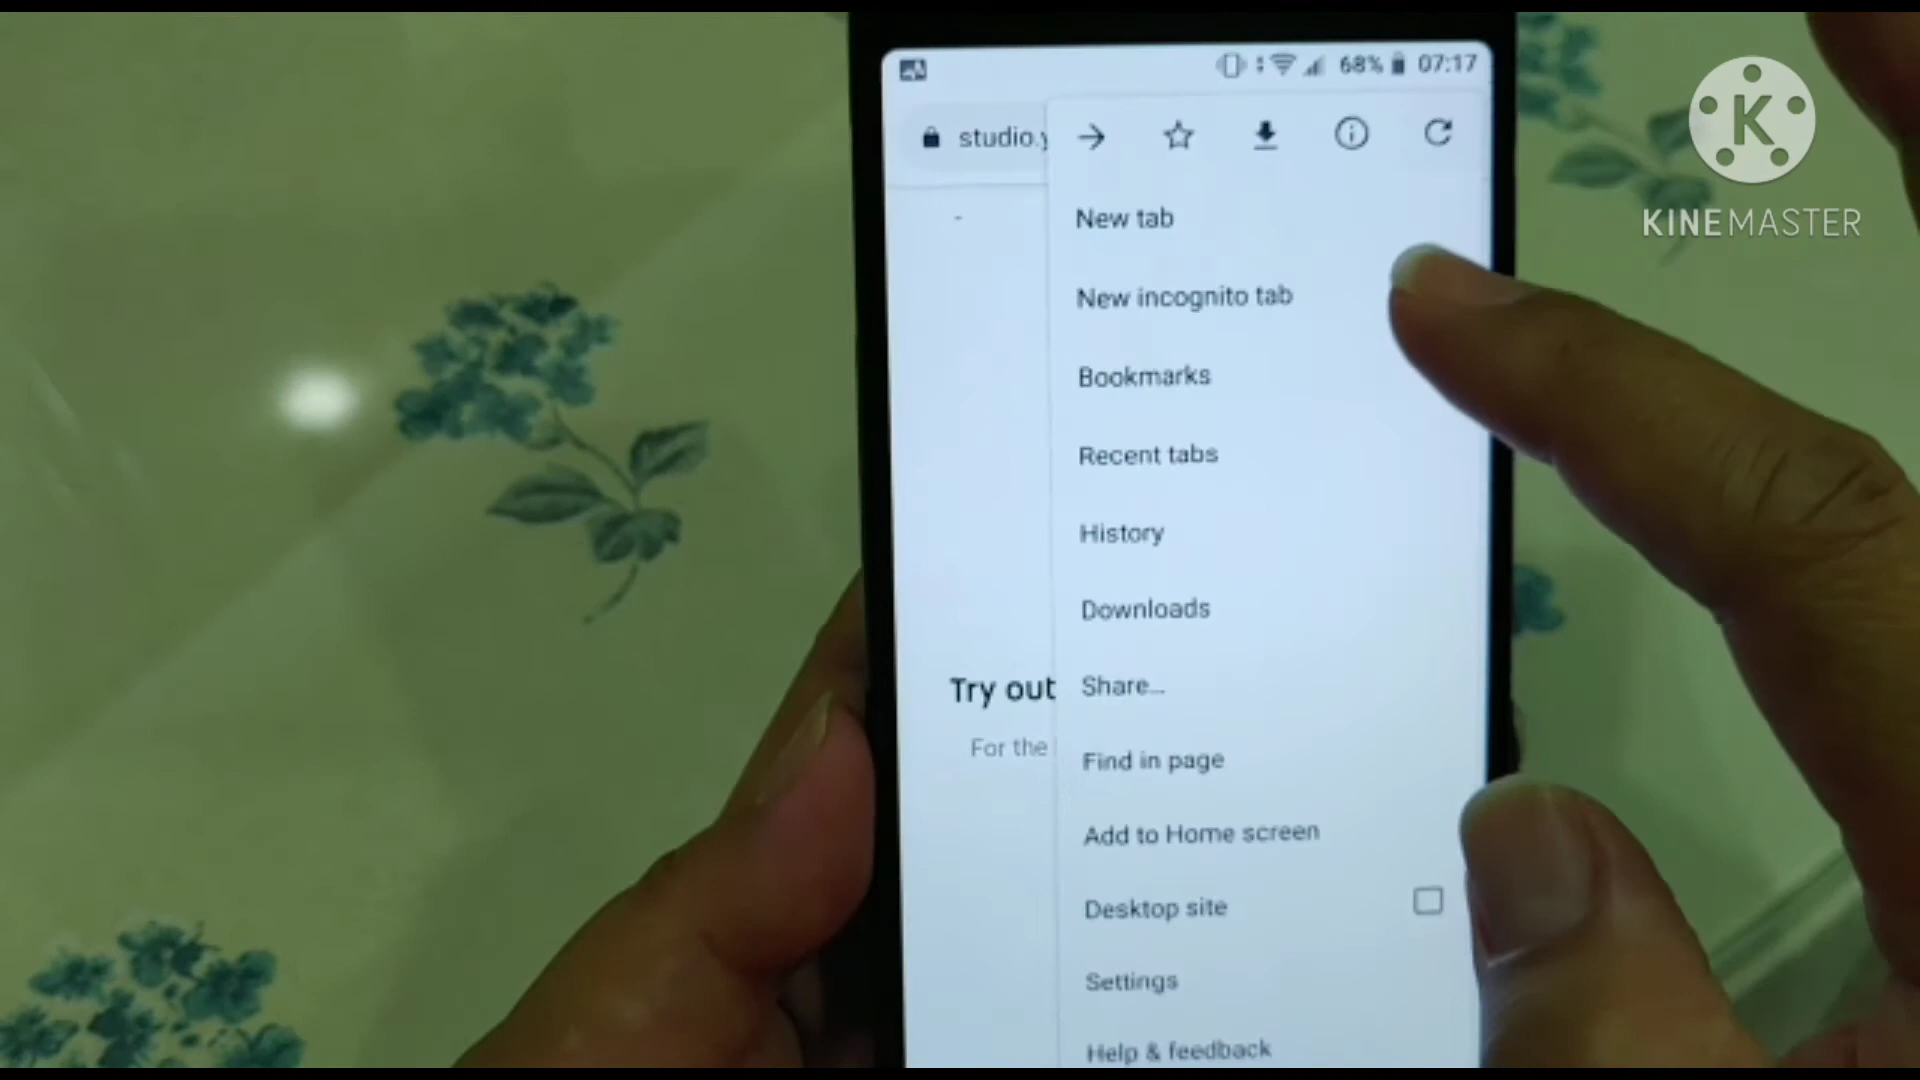 68% 07:17
studio.y
New tab
New incognito tab
Bookmarks
Recent tabs
History
Downloads
Try out
Share...
For the
Find in page
Add to Home screen
Desktop site
Settings
Help & feedback
K
KINEMASTER